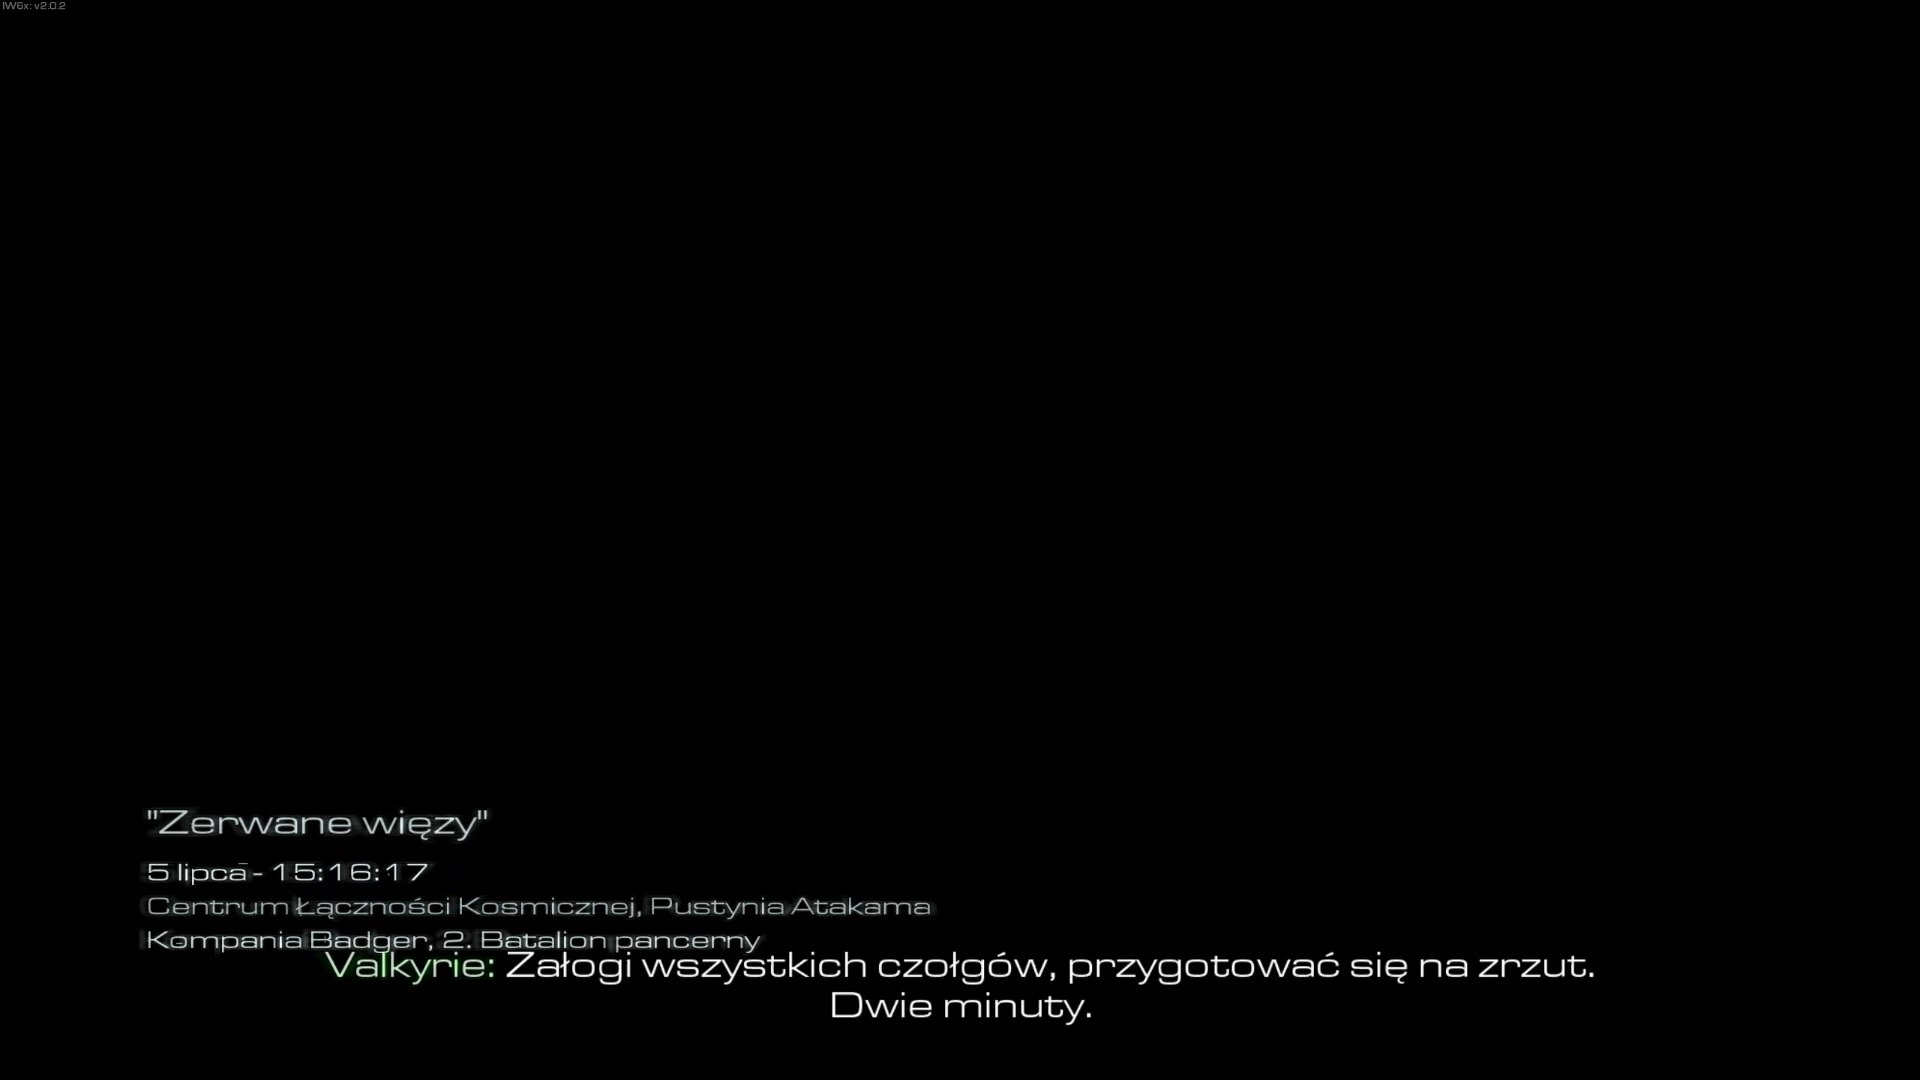 IW6x: v2.0.2
"Zerwane więzy"
5 lipca - 15:16:17
Centrum Łączności Kosmicznej, Pustynia Atakama
Kompania Badger, 2. Batalion pancerny
Valkyrie: Załogi wszystkich czołgów, przygotować się na zrzut.
Dwie minuty.